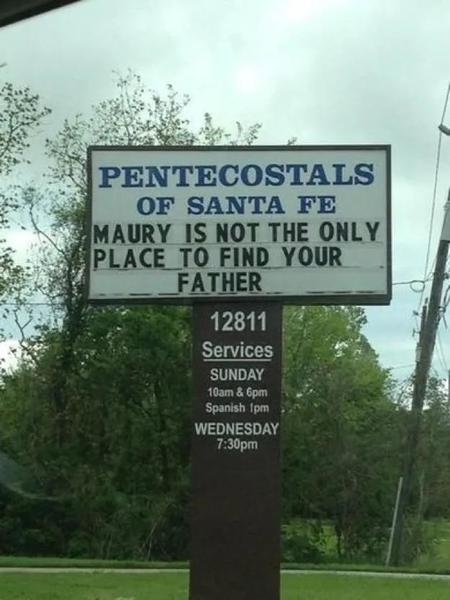 PENTECOSTALS
OF SANTA FE
MAURY IS NOT THE ONLY
PLACE TO FIND YOUR
FATHER
12811
Services
SUNDAY
10am & 6pm
Spanish 1pm
WEDNESDAY
7:30pm